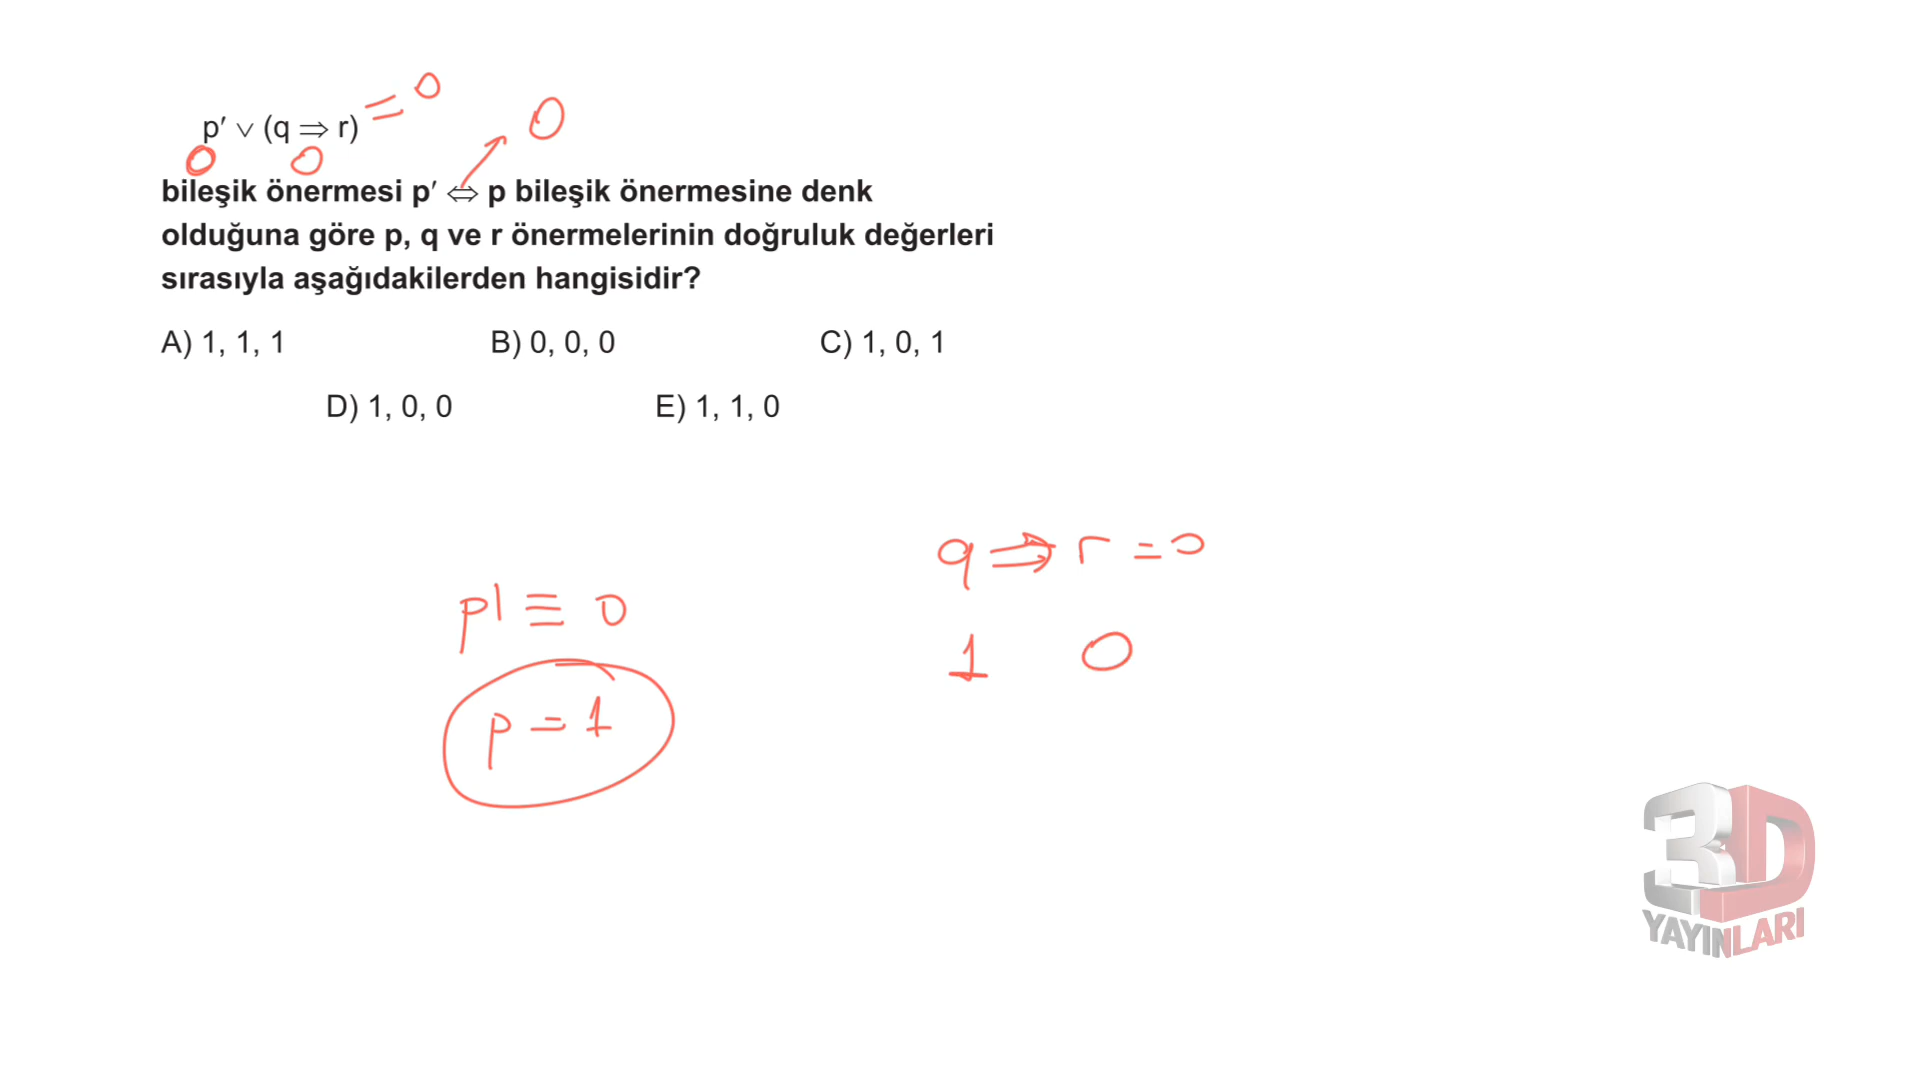 p′ ∨ (q ⇒ r) = 0
0 0 0
bileşik önermesi p′ ⇔ p bileşik önermesine denk
olduğuna göre p, q ve r önermelerinin doğruluk değerleri
sırasıyla aşağıdakilerden hangisidir?
A) 1, 1, 1 B) 0, 0, 0 C) 1, 0, 1
D) 1, 0, 0 E) 1, 1, 0
q ⇒ r = 0
p' ≡ 0
1 0
p = 1
3D
YAYINLARI